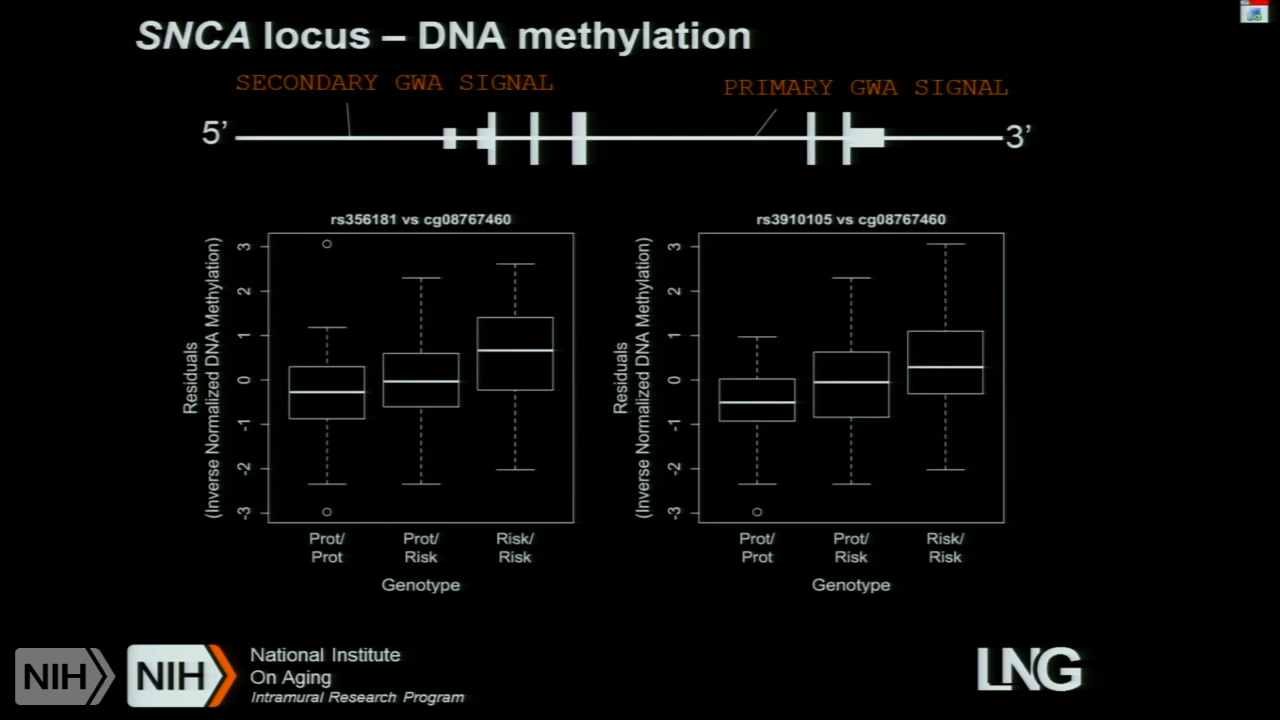 SNCA locus – DNA methylation
SECONDARY GWA SIGNAL
PRIMARY GWA SIGNAL
5’
3’
rs356181 vs cg08767460
Residuals
(Inverse Normalized DNA Methylation)
3
2
1
0
-1
-2
-3
Prot/
Prot
Prot/
Risk
Risk/
Risk
Genotype
rs3910105 vs cg08767460
Residuals
(Inverse Normalized DNA Methylation)
3
2
1
0
-1
-2
-3
Prot/
Prot
Prot/
Risk
Risk/
Risk
Genotype
NIH
NIH
National Institute
On Aging
Intramural Research Program
LNG